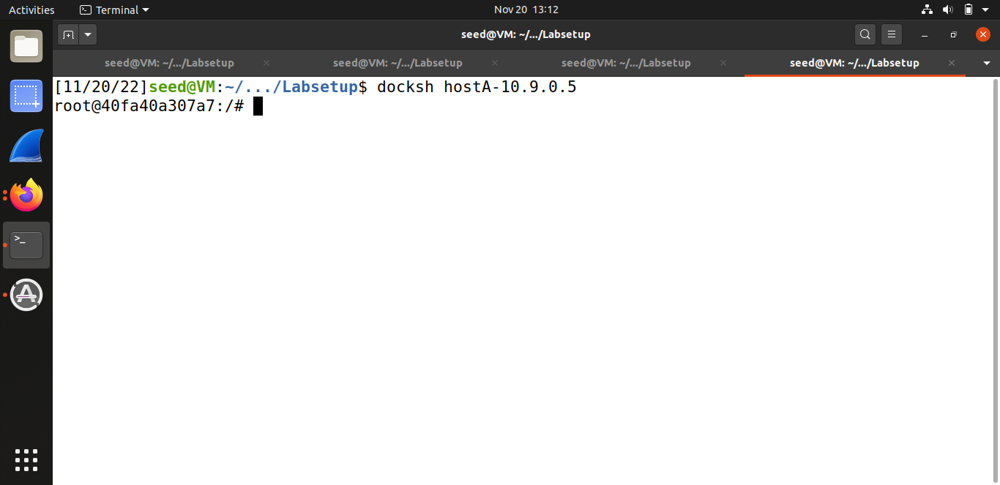 Activities
Terminal
Nov 20 13:12
seed@VM: ~/.../Labsetup
seed@VM: ~/.../Labsetup
seed@VM: ~/.../Labsetup
seed@VM: ~/.../Labsetup
seed@VM: ~/.../Labsetup
[11/20/22]seed@VM:~/.../Labsetup$ docksh hostA-10.9.0.5
root@40fa40a307a7:/#